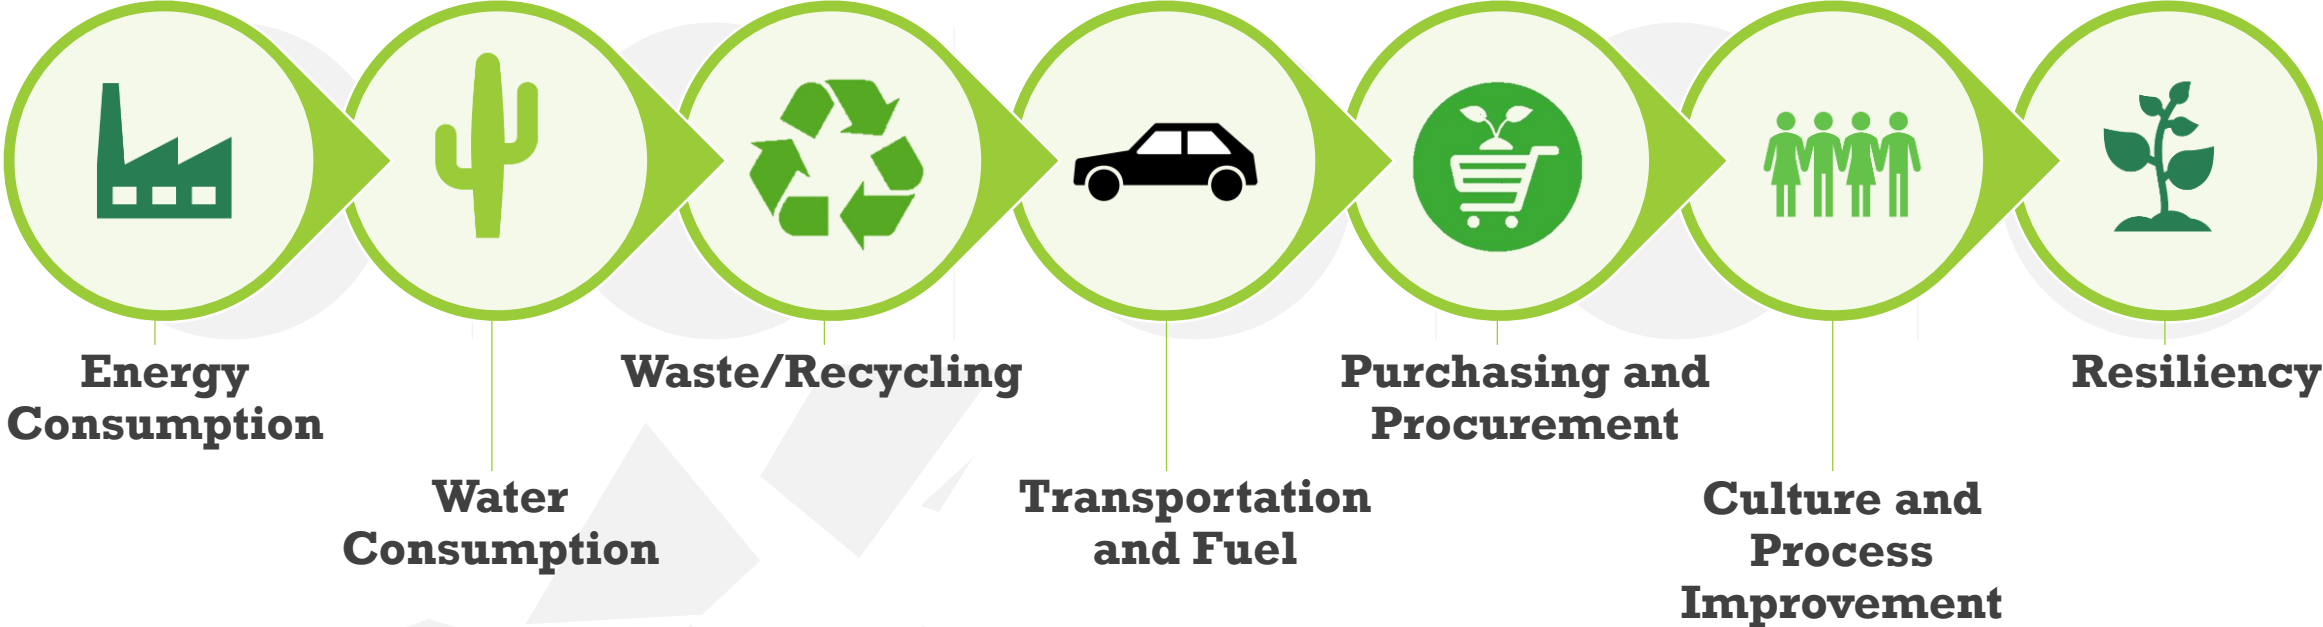 Energy
Consumption
Water
Consumption
Waste/Recycling
Transportation
and Fuel
Purchasing and
Procurement
Culture and
Process
Improvement
Resiliency